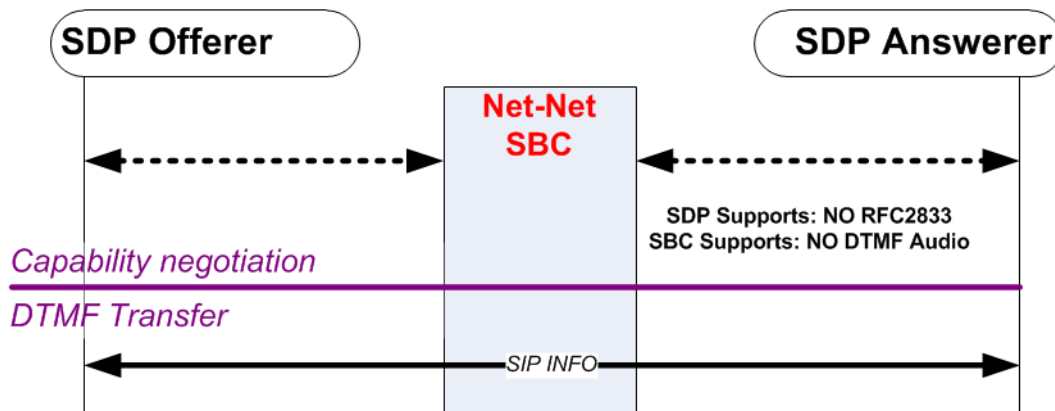 SDP Offerer
SDP Answerer
Net-Net
SBC
SDP Supports: NO RFC2833
SBC Supports: NO DTMF Audio
Capability negotiation
DTMF Transfer
SIP INFO